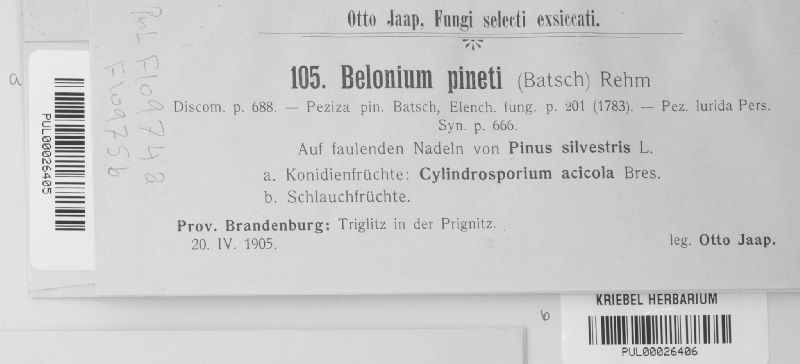 Otto Jaap, Fungi selecti exsiccati.
105. Belonium pineti (Batsch) Rehm
Discom. p. 688. — Peziza pin. Batsch, Elench. fung. p. 201 (1783). — Pez. lurida Pers.
Syn. p. 666.
Auf faulenden Nadeln von Pinus silvestris L.
a. Konidienfrüchte: Cylindrosporium acicola Bres.
b. Schlauchfrüchte.
Prov. Brandenburg: Triglitz in der Prignitz.
20. IV. 1905.
leg. Otto Jaap.
a
PUL00026405
PUL F109748
F10975b
b
KRIEBEL HERBARIUM
PUL00026406